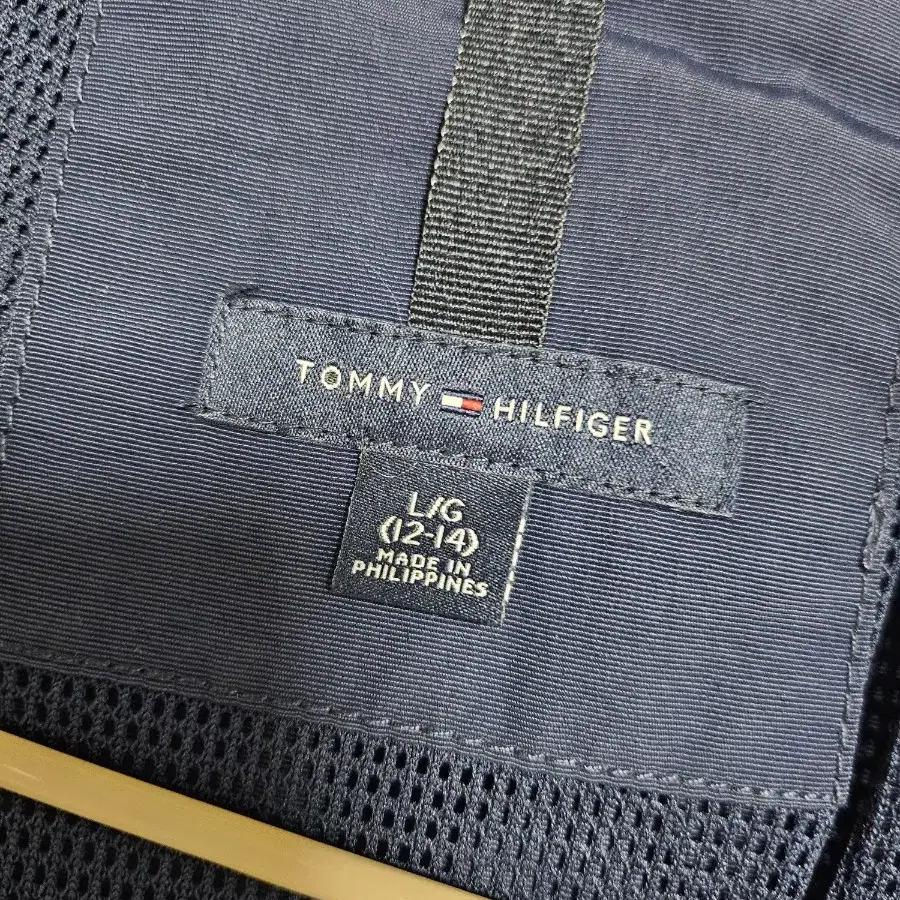 TOMMY HILFIGER
L/G
(12-14)
MADE IN
PHILIPPINES